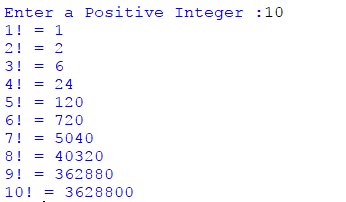 Enter a Positive Integer :10
1! = 1
2! = 2
3! = 6
4! = 24
5! = 120
6! = 720
7! = 5040
8! = 40320
9! = 362880
10! = 3628800